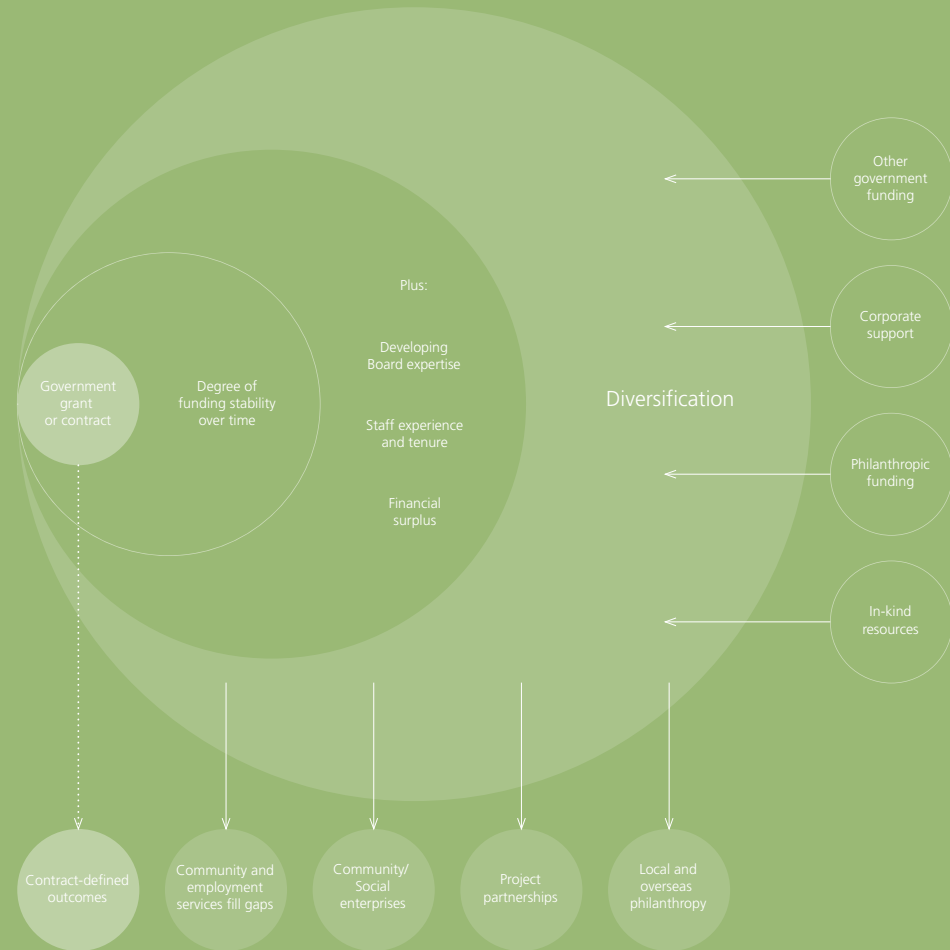 Other
government
funding
Plus:
Corporate
support
Developing
Board expertise
Government
grant
or contract
Degree of
funding stability
over time
Diversification
Staff experience
and tenure
Philanthropic
funding
Financial
surplus
In-kind
resources
Contract-defined
outcomes
Community and
employment
services fill gaps
Community/
Social
enterprises
Project
partnerships
Local and
overseas
philanthropy